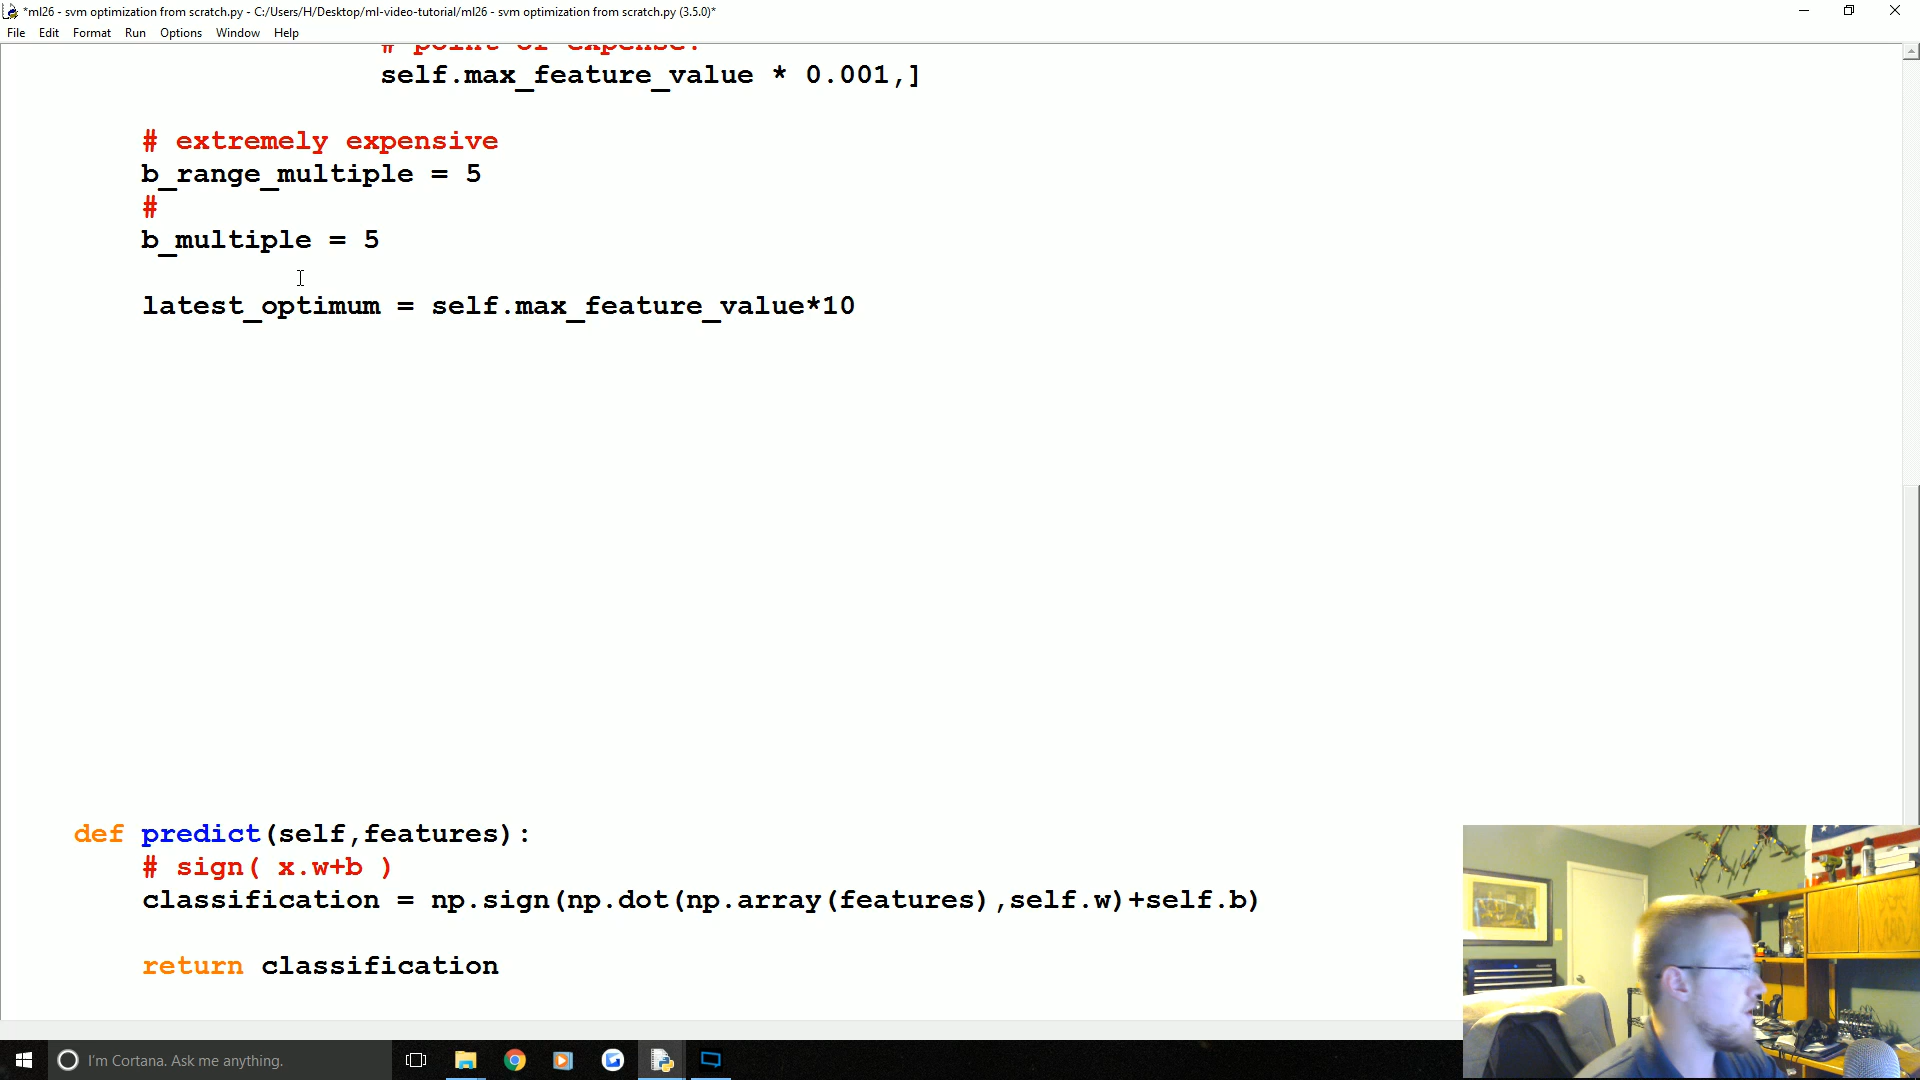 *ml26 - svm optimization from scratch.py - C:/Users/H/Desktop/ml-video-tutorial/ml26 - svm optimization from scratch.py (3.5.0)*
File Edit Format Run Options Window Help
# point of expense:
self.max_feature_value * 0.001,]
# extremely expensive
b_range_multiple = 5
#
b_multiple = 5
latest_optimum = self.max_feature_value*10
def predict(self,features):
# sign( x.w+b )
classification = np.sign(np.dot(np.array(features),self.w)+self.b)
return classification
I'm Cortana. Ask me anything.